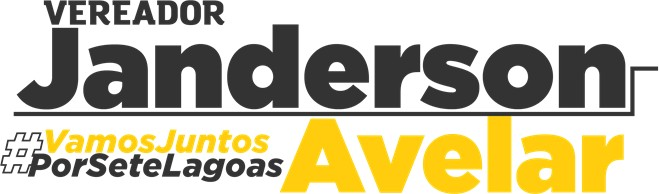 VEREADOR
Janderson
Avelar
#VamosJuntos
PorSeteLagoas